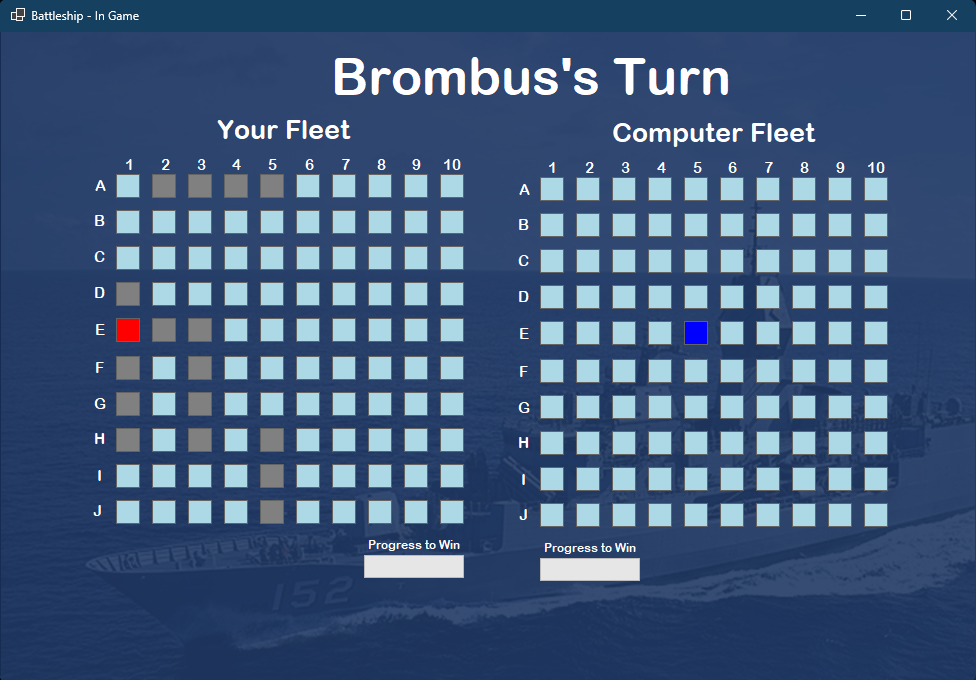 Battleship - In Game
Brombus's Turn
Your Fleet
1 2 3 4 5 6 7 8 9 10
A
B
C
D
E
F
G
H
I
J
Progress to Win
Computer Fleet
1 2 3 4 5 6 7 8 9 10
A
B
C
D
E
F
G
H
I
J
Progress to Win
152